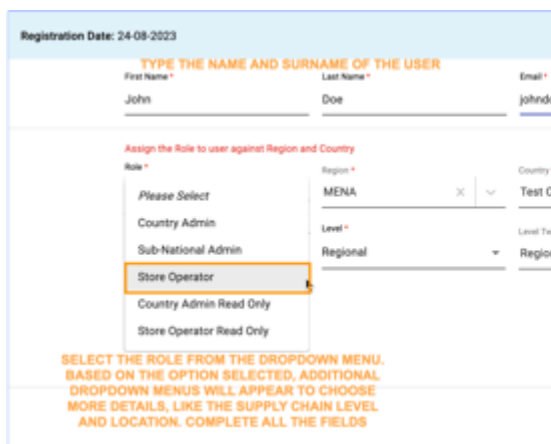 Registration Date: 24-08-2023
TYPE THE NAME AND SURNAME OF THE USER
First Name * Last Name * Email *
John Doe johnd
Assign the Role to user against Region and Country
Role * Region * Country
Please Select MENA Test
Country Admin Level * Level
Sub-National Admin Regional Region
Store Operator
Country Admin Read Only
Store Operator Read Only
SELECT THE ROLE FROM THE DROPDOWN MENU.
BASED ON THE OPTION SELECTED, ADDITIONAL
DROPDOWN MENUS WILL APPEAR TO CHOOSE
MORE DETAILS, LIKE THE SUPPLY CHAIN LEVEL
AND LOCATION. COMPLETE ALL THE FIELDS